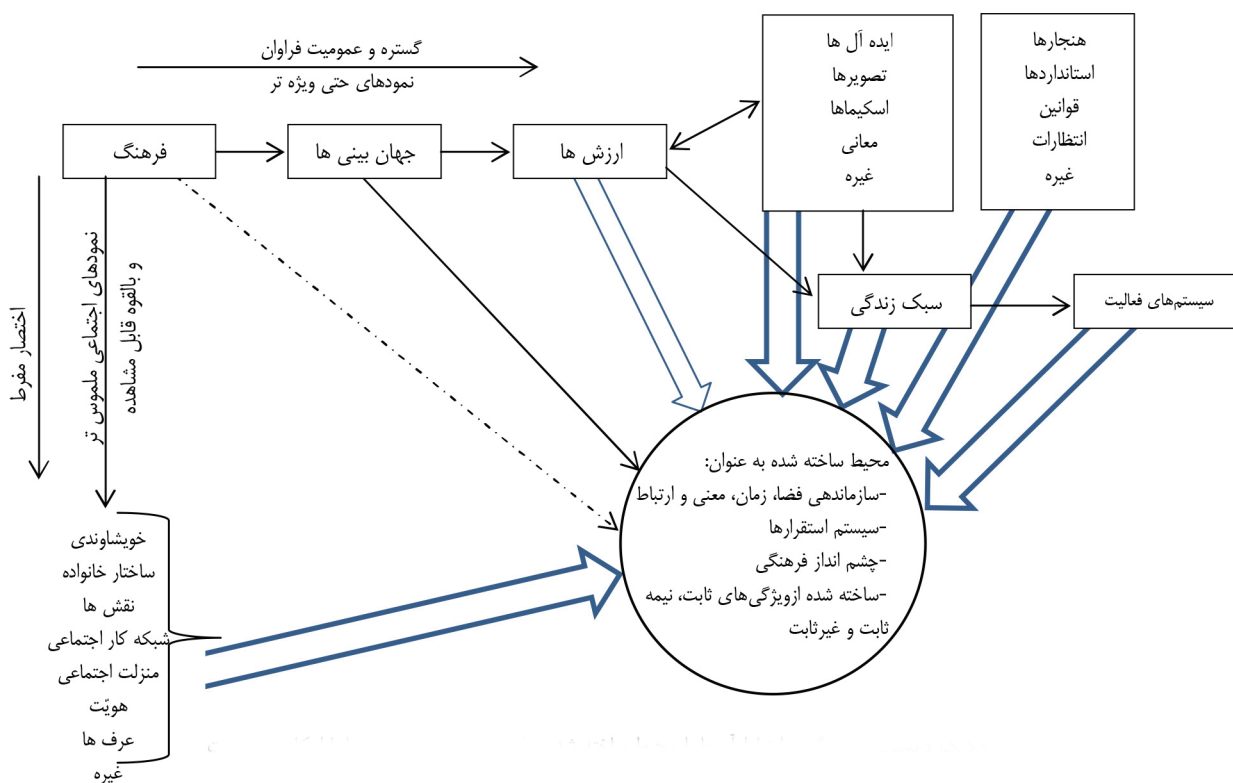 گستره و عمومیت فراوان
نمودهای حتی ویژه تر
ایده آل ها
تصویرها
اسکیماها
معانی
غیره
هنجارها
استانداردها
قوانین
انتظارات
غیره
فرهنگ
جهان بینی ها
ارزش ها
سبک زندگی
سیستم‌های فعالیت
اختصار مفرط
نمودهای اجتماعی ملموس تر
و بالقوه قابل مشاهده
خویشاوندی
ساختار خانواده
نقش ها
شبکه کار اجتماعی
منزلت اجتماعی
هویّت
عرف ها
غیره
محیط ساخته شده به عنوان:
-سازماندهی فضا، زمان، معنی و ارتباط
-سیستم استقرارها
-چشم انداز فرهنگی
-ساخته شده ازویژگی‌های ثابت، نیمه
ثابت و غیرثابت